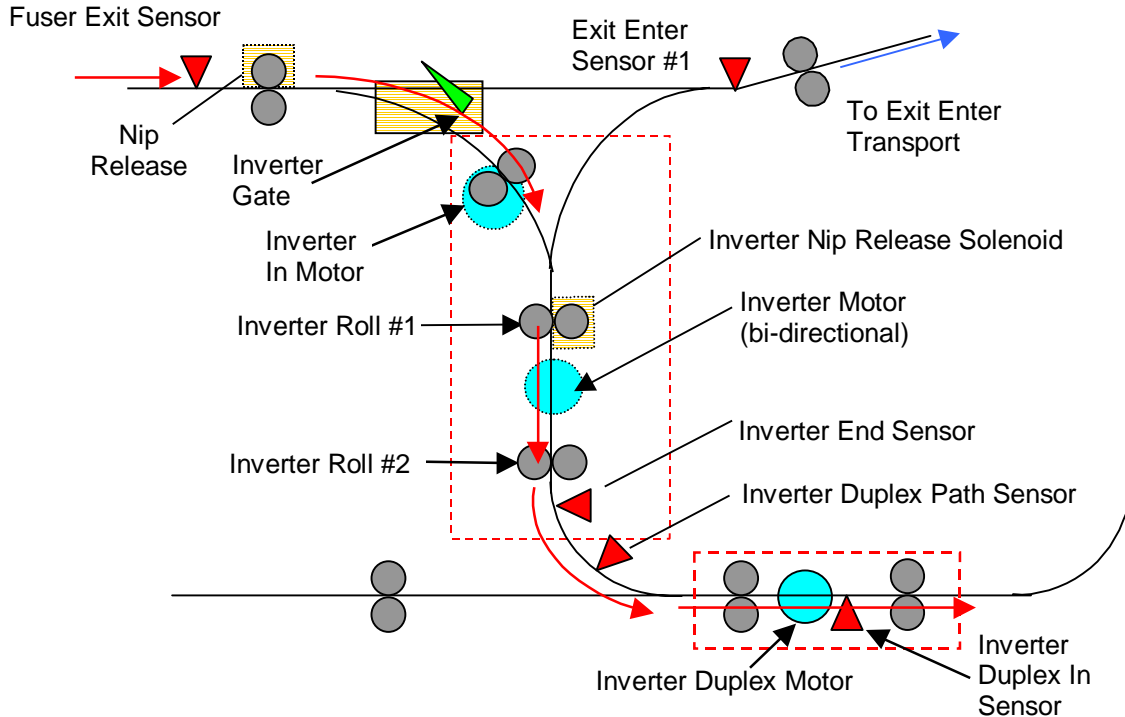 Fuser Exit Sensor
Exit Enter
Sensor #1
To Exit Enter
Transport
Nip
Release
Inverter
Gate
Inverter
In Motor
Inverter Nip Release Solenoid
Inverter Motor
(bi-directional)
Inverter Roll #1
Inverter End Sensor
Inverter Roll #2
Inverter Duplex Path Sensor
Inverter Duplex Motor
Inverter
Duplex In
Sensor